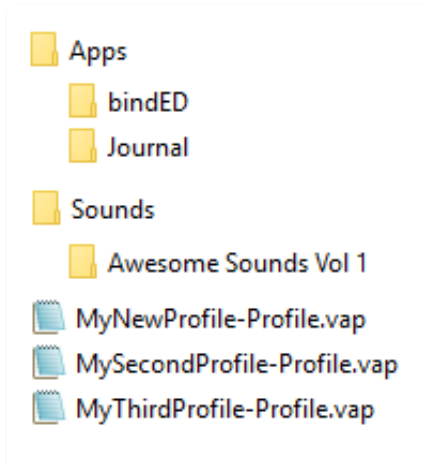 Apps
bindED
Journal
Sounds
Awesome Sounds Vol 1
MyNewProfile-Profile.vap
MySecondProfile-Profile.vap
MyThirdProfile-Profile.vap